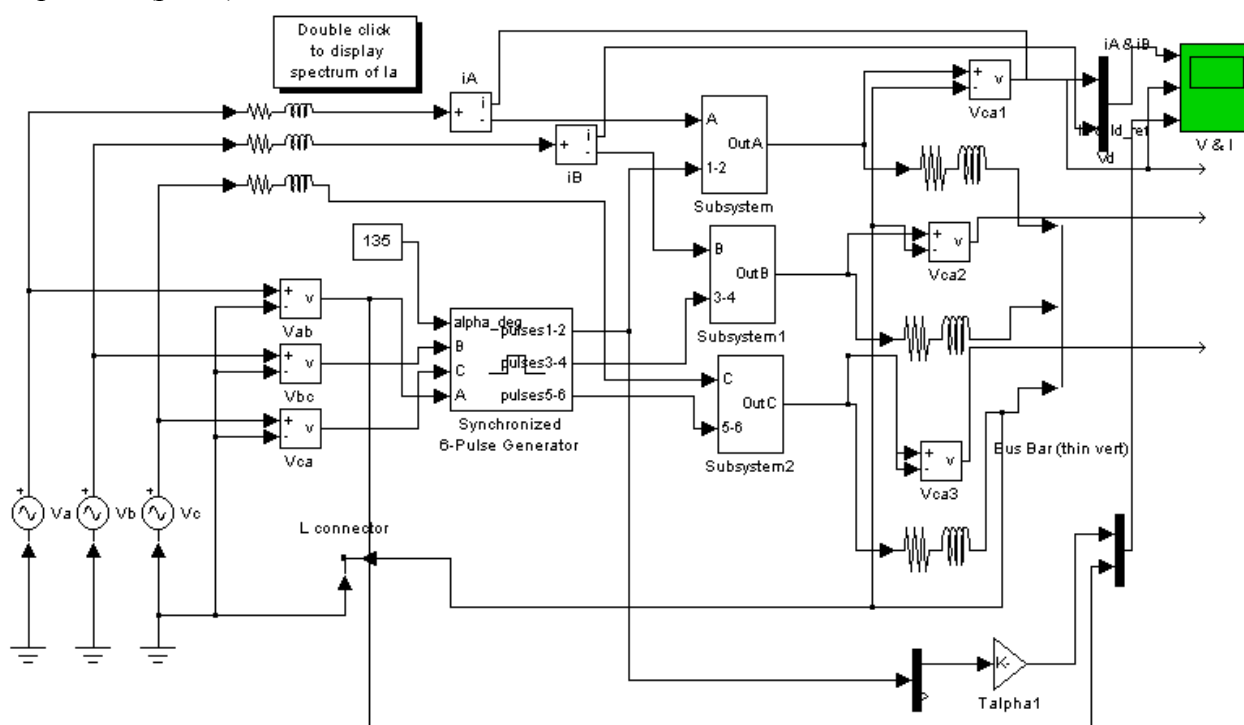 Double click
to display
spectrum of Ia
iA
i
+
-
iB
i
+
-
A
OutA
1-2
Subsystem
+
-
v
Vca1
iA & iB
Id_ref
Vd
V & I
135
B
OutB
3-4
Subsystem1
+
-
v
Vca2
+
-
v
Vab
+
-
v
Vbc
+
-
v
Vca
alpha_deg
B
C
A
pulses1-2
pulses3-4
pulses5-6
Synchronized
6-Pulse Generator
C
OutC
5-6
Subsystem2
+
-
v
Vca3
Bus Bar (thin vert)
+
Va
+
Vb
+
Vc
L connector
K-
Talpha1